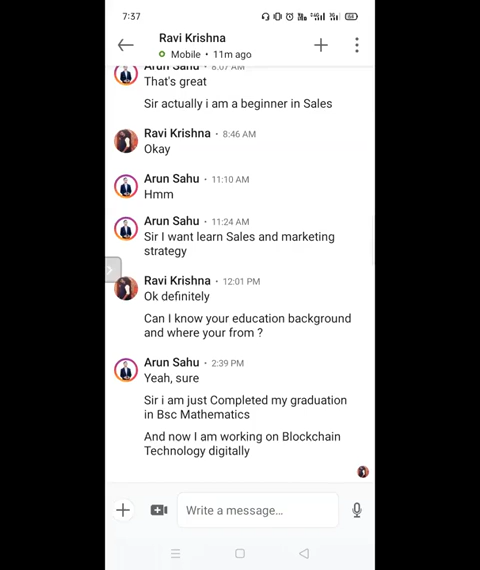 7:37
Ravi Krishna
Mobile • 11m ago
Arun Sahu • 8:07 AM
That's great
Sir actually i am a beginner in Sales
Ravi Krishna • 8:46 AM
Okay
Arun Sahu • 11:10 AM
Hmm
Arun Sahu • 11:24 AM
Sir I want learn Sales and marketing
strategy
Ravi Krishna • 12:01 PM
Ok definitely
Can I know your education background
and where your from ?
Arun Sahu • 2:39 PM
Yeah, sure
Sir i am just Completed my graduation
in Bsc Mathematics
And now I am working on Blockchain
Technology digitally
Write a message…